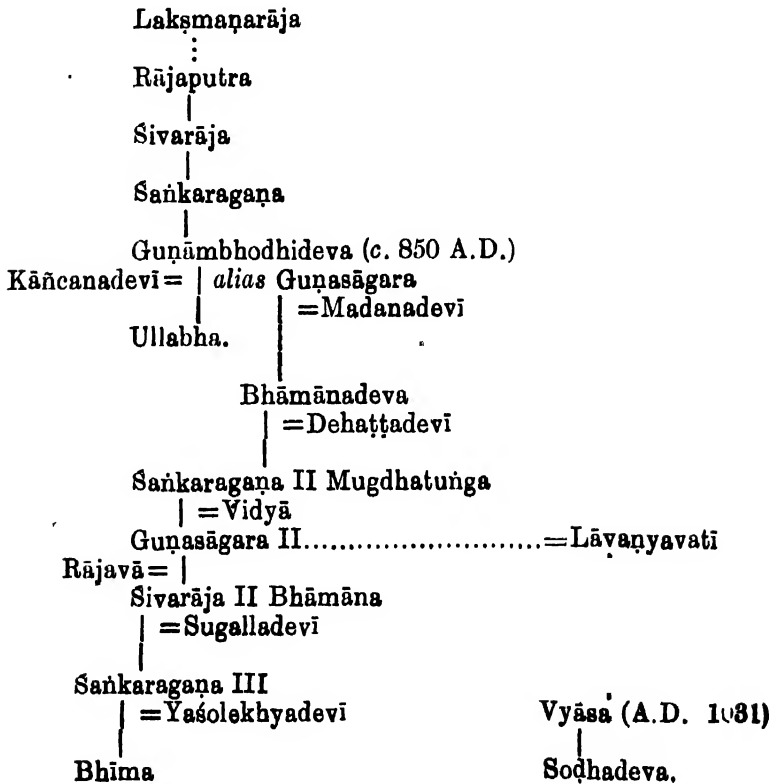 Lakṣmaṇarāja
Rājaputra
Śivarāja
Śaṅkaragaṇa
Guṇāmbhodhideva (c. 850 A.D.)
Kāñcanadevī= alias Guṇasāgara
=Madanadevī
Ullabha.
Bhāmānadeva
=Dehaṭṭadevī
Śaṅkaragaṇa II Mugdhatuṅga
=Vidyā
Guṇasāgara II...........................=Lāvaṇyavatī
Rājavā=
Śivarāja II Bhāmāna
=Sugalladevī
Śaṅkaragaṇa III
=Yaśolekhyadevī Vyāsa (A.D. 1031)
Bhīma Soḍhadeva.